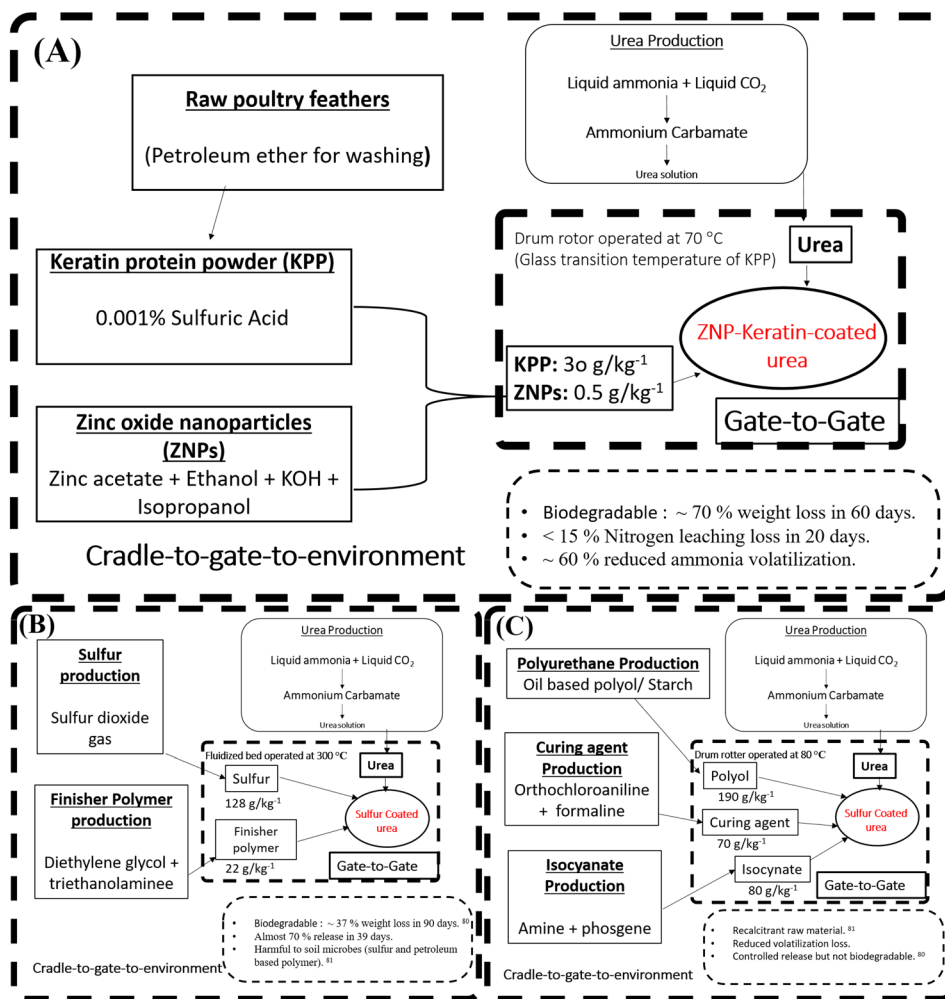 (A)
Raw poultry feathers
(Petroleum ether for washing)
Urea Production
Liquid ammonia + Liquid CO₂
Ammonium Carbamate
Urea solution
Keratin protein powder (KPP)
0.001% Sulfuric Acid
Zinc oxide nanoparticles
(ZNPs)
Zinc acetate + Ethanol + KOH +
Isopropanol
Drum rotor operated at 70 °C
(Glass transition temperature of KPP)
Urea
ZNP-Keratin-coated
urea
KPP: 3o g/kg⁻¹
ZNPs: 0.5 g/kg⁻¹
Gate-to-Gate
• Biodegradable : ~ 70 % weight loss in 60 days.
• < 15 % Nitrogen leaching loss in 20 days.
• ~ 60 % reduced ammonia volatilization.
Cradle-to-gate-to-environment
(B)
Sulfur
production
Sulfur dioxide
gas
Urea Production
Liquid ammonia + Liquid CO₂
Ammonium Carbamate
Urea solution
Finisher Polymer
production
Diethylene glycol +
triethanolaminee
Fluidized bed operated at 300 °C
Urea
Sulfur
128 g/kg⁻¹
Finisher
polymer
22 g/kg⁻¹
Sulfur Coated
urea
Gate-to-Gate
• Biodegradable : ~ 37 % weight loss in 90 days. ⁸⁰
• Almost 70 % release in 39 days.
• Harmful to soil microbes (sulfur and petroleum
based polymer). ⁸¹
Cradle-to-gate-to-environment
(C)
Polyurethane Production
Oil based polyol/ Starch
Urea Production
Liquid ammonia + Liquid CO₂
Ammonium Carbamate
Urea solution
Curing agent
Production
Orthochloroaniline
+ formaline
Isocyanate
Production
Amine + phosgene
Drum rotter operated at 80 °C
Urea
Polyol
190 g/kg⁻¹
Curing agent
70 g/kg⁻¹
Isocynate
80 g/kg⁻¹
Sulfur Coated
urea
Gate-to-Gate
• Recalcitrant raw material. ⁸¹
• Reduced volatilization loss.
• Controlled release but not biodegradable. ⁸⁰
Cradle-to-gate-to-environment